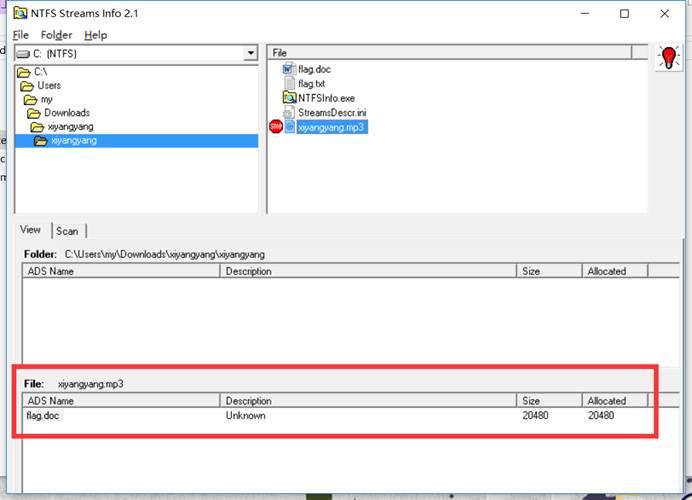 NTFS Streams Info 2.1
File Folder Help
C: (NTFS)
C:\
Users
my
Downloads
xiyangyang
xiyangyang
File
flag.doc
flag.txt
NTFSInfo.exe
StreamsDescr.ini
STOP xiyangyang.mp3
View Scan
Folder: C:\Users\my\Downloads\xiyangyang\xiyangyang
ADS Name Description Size Allocated
File: xiyangyang.mp3
ADS Name Description Size Allocated
flag.doc Unknown 20480 20480